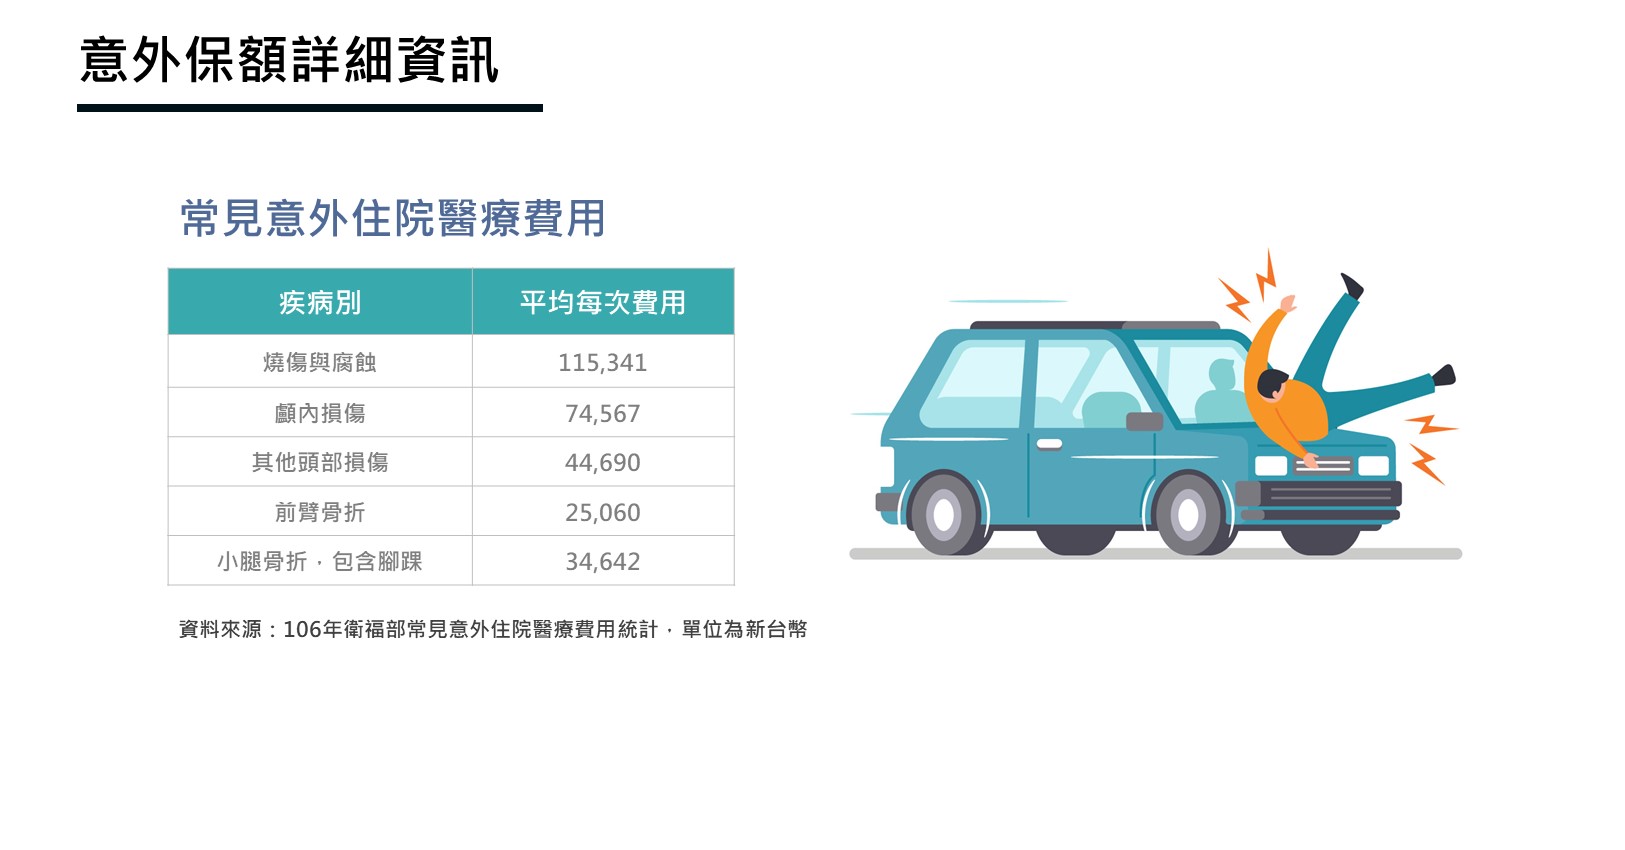 意外保額詳細資訊
常見意外住院醫療費用
疾病別 平均每次費用
燒傷與腐蝕 115,341
顱內損傷 74,567
其他頭部損傷 44,690
前臂骨折 25,060
小腿骨折，包含腳踝 34,642
資料來源：106年衛福部常見意外住院醫療費用統計，單位為新台幣